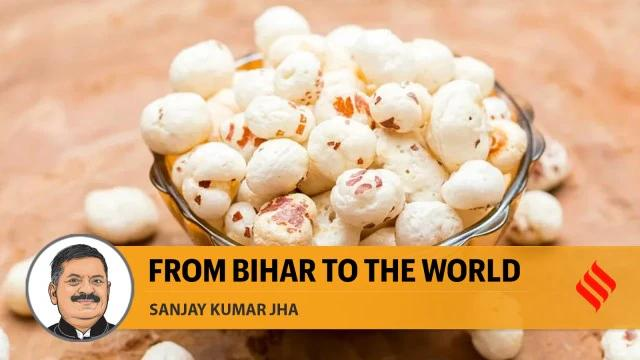 FROM BIHAR TO THE WORLD
SANJAY KUMAR JHA